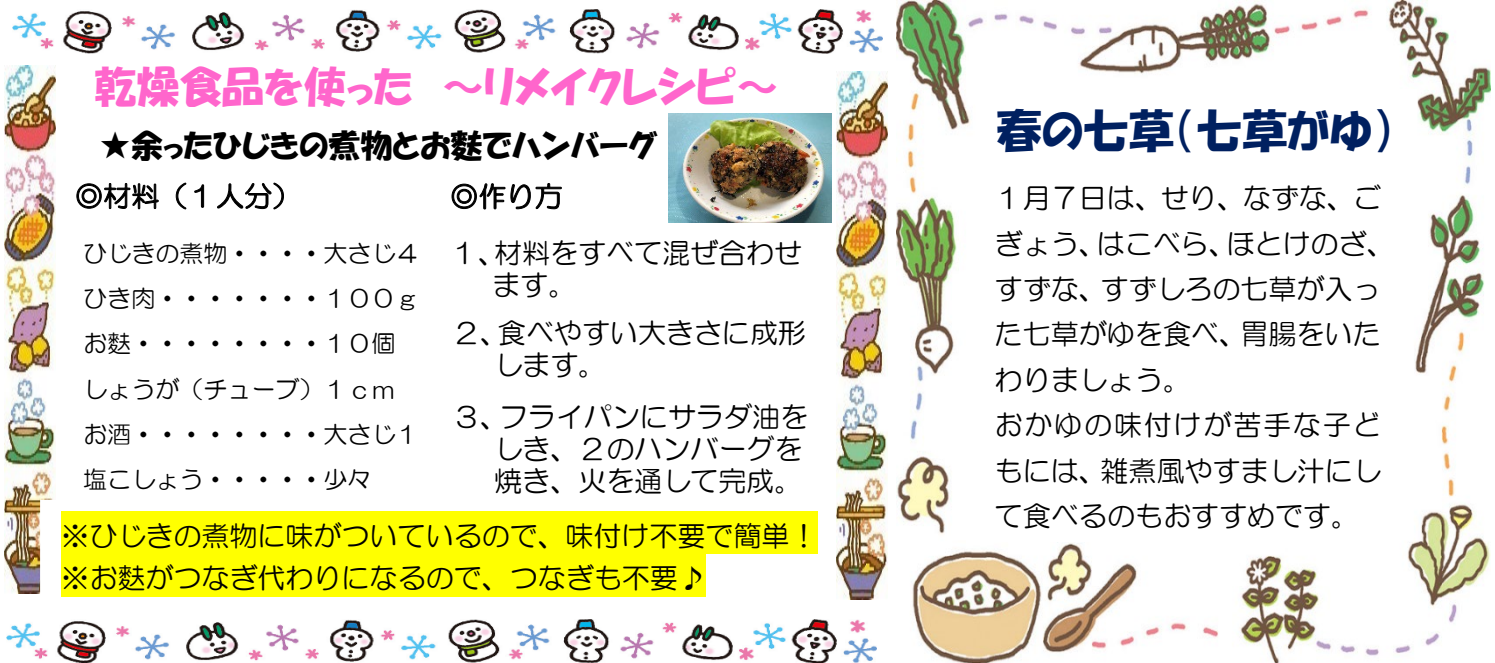 乾燥食品を使った ～リメイクレシピ～
★余ったひじきの煮物とお麩でハンバーグ
◎材料（１人分）
ひじきの煮物・・・・大さじ４
ひき肉・・・・・・・１００ｇ
お麩・・・・・・・・１０個
しょうが（チューブ）１ｃｍ
お酒・・・・・・・・大さじ１
塩こしょう・・・・・少々
◎作り方
１、材料をすべて混ぜ合わせ
ます。
２、食べやすい大きさに成形
します。
３、フライパンにサラダ油を
しき、２のハンバーグを
焼き、火を通して完成。
※ひじきの煮物に味がついているので、味付け不要で簡単！
※お麩がつなぎ代わりになるので、つなぎも不要♪
春の七草(七草がゆ)
１月７日は、せり、なずな、ご
ぎょう、はこべら、ほとけのざ、
すずな、すずしろの七草が入っ
た七草がゆを食べ、胃腸をいた
わりましょう。
おかゆの味付けが苦手な子ど
もには、雑煮風やすまし汁にし
て食べるのもおすすめです。